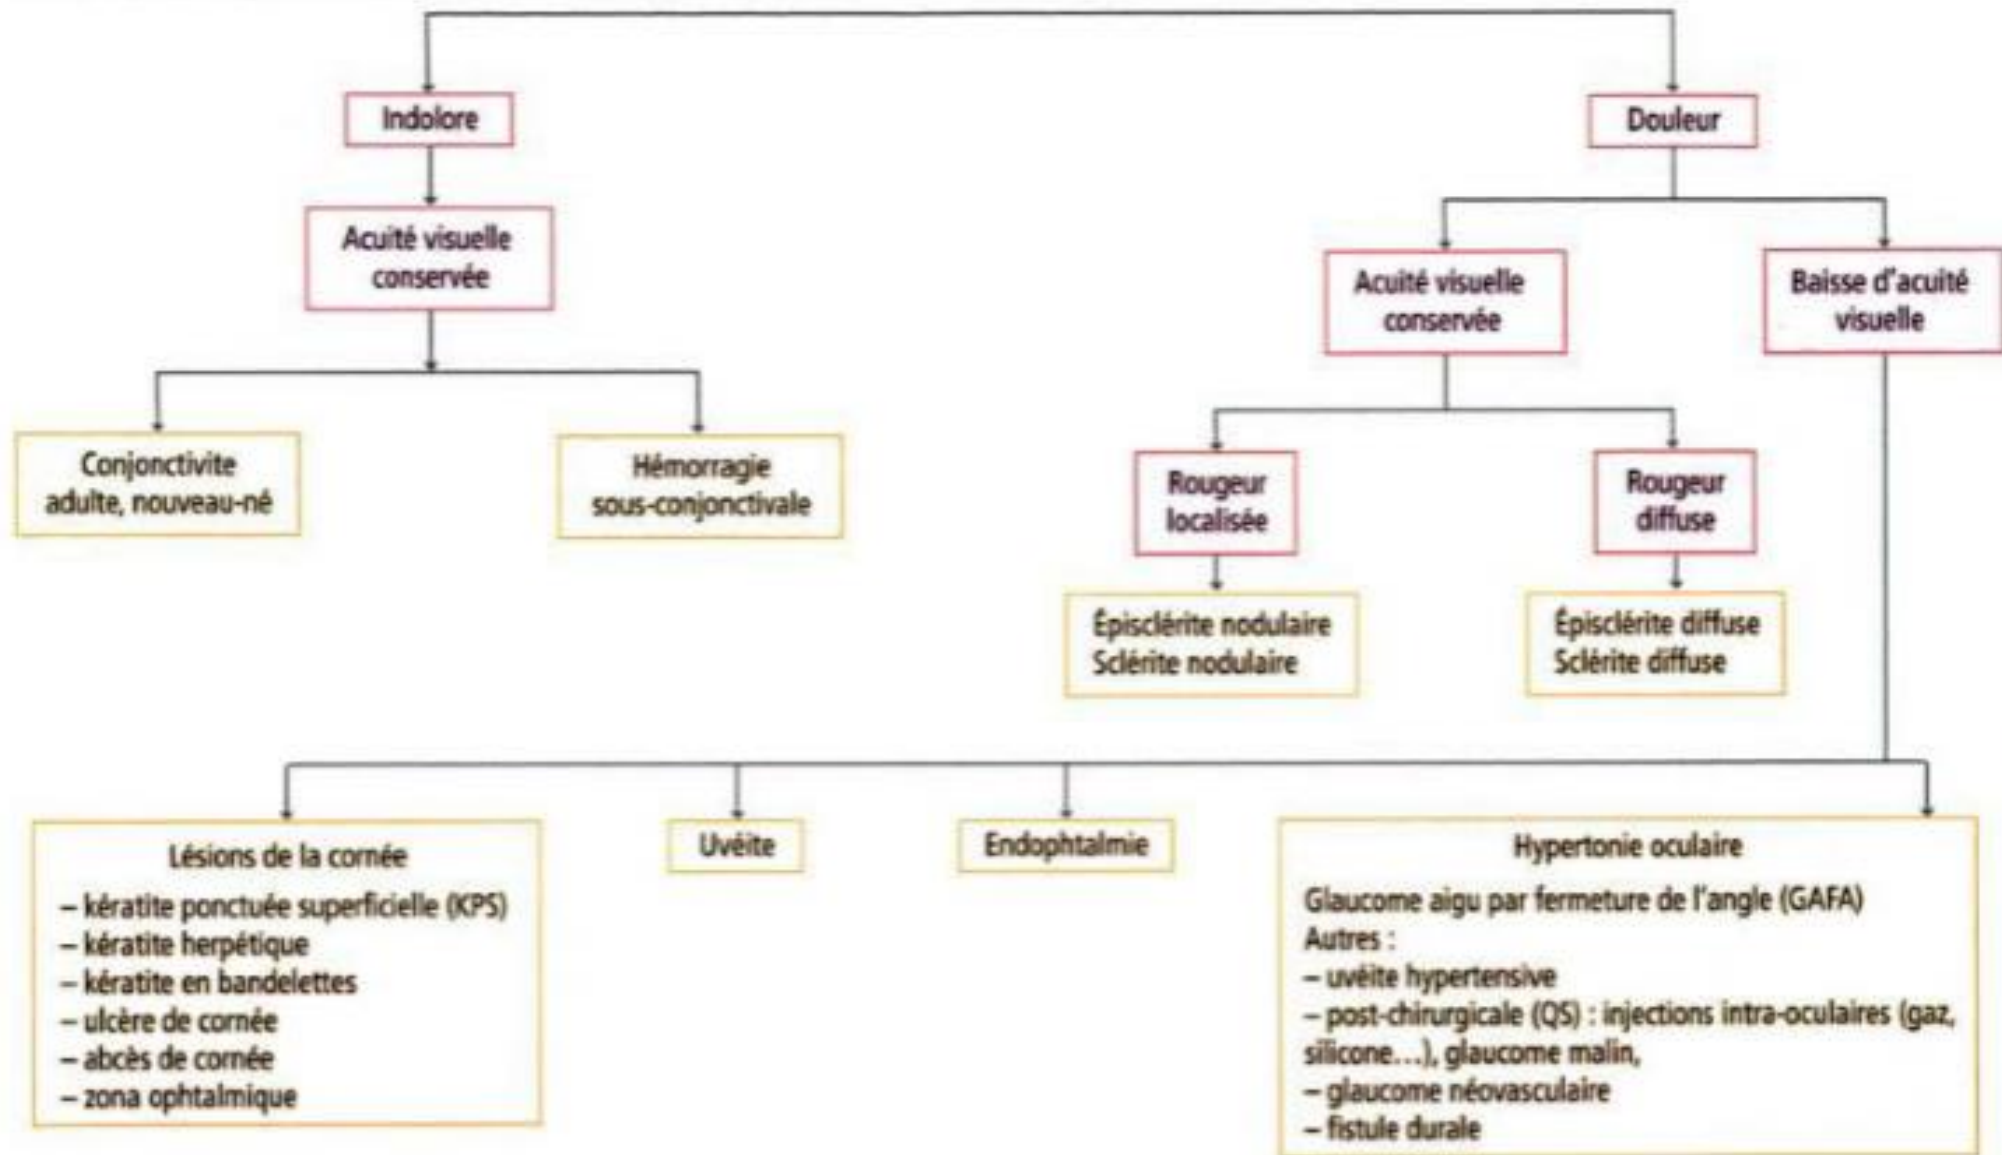 Indolore
Douleur
Acuité visuelle
conservée
Acuité visuelle
conservée
Baisse d'acuité
visuelle
Conjonctivite
adulte, nouveau-né
Hémorragie
sous-conjonctivale
Rougeur
localisée
Rougeur
diffuse
Épisclérite nodulaire
Sclérite nodulaire
Épisclérite diffuse
Sclérite diffuse
Lésions de la cornée
– kératite ponctuée superficielle (KPS)
– kératite herpétique
– kératite en bandelettes
– ulcère de cornée
– abcès de cornée
– zona ophtalmique
Uvéite
Endophtalmie
Hypertonie oculaire
Glaucome aigu par fermeture de l'angle (GAFA)
Autres :
– uvéite hypertensive
– post-chirurgicale (QS) : injections intra-oculaires (gaz,
silicone…), glaucome malin,
– glaucome néovasculaire
– fistule durale